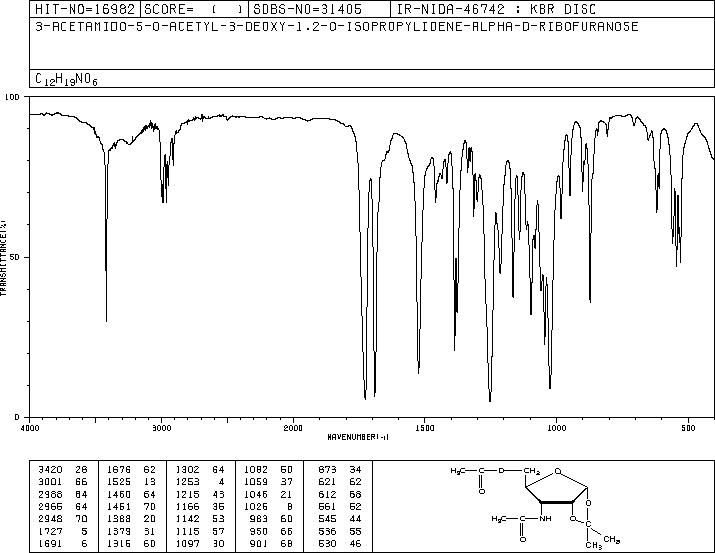 HIT-NO=16982 SCORE= ( ) SDBS-NO=31405 IR-NIDA-46742 : KBR DISC
3-ACETAMIDO-5-O-ACETYL-3-DEOXY-1,2-O-ISOPROPYLIDENE-ALPHA-D-RIBOFURANOSE
C12H19NO6
100
50
0
TRANSMITTANCE(%)
4000 3000 2000 1500 1000 500
WAVENUMBER(-1)
3420 28 1676 62 1302 64 1082 50 873 34
3001 66 1525 13 1253 4 1059 37 621 62
2988 64 1460 64 1215 43 1046 21 612 68
2965 64 1451 70 1166 36 1026 8 561 52
2948 70 1388 20 1142 53 983 60 545 44
1727 5 1379 31 1115 57 950 66 536 55
1691 6 1316 60 1097 30 901 68 530 46
H3C C O CH2 O
O
O
H3C C NH O C CH3
O CH3